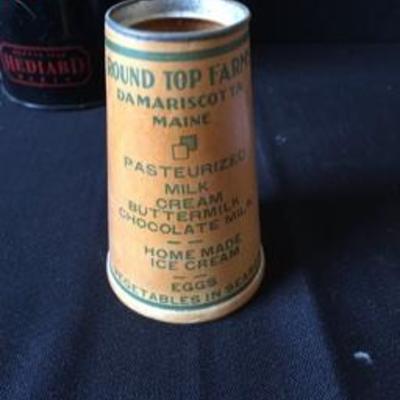 HEDIARD
ROUND TOP FARMS
DAMARISCOTTA
MAINE
PASTEURIZED
MILK
CREAM
BUTTERMILK
CHOCOLATE MILK
HOME MADE
ICE CREAM
EGGS
VEGETABLES IN SEASON